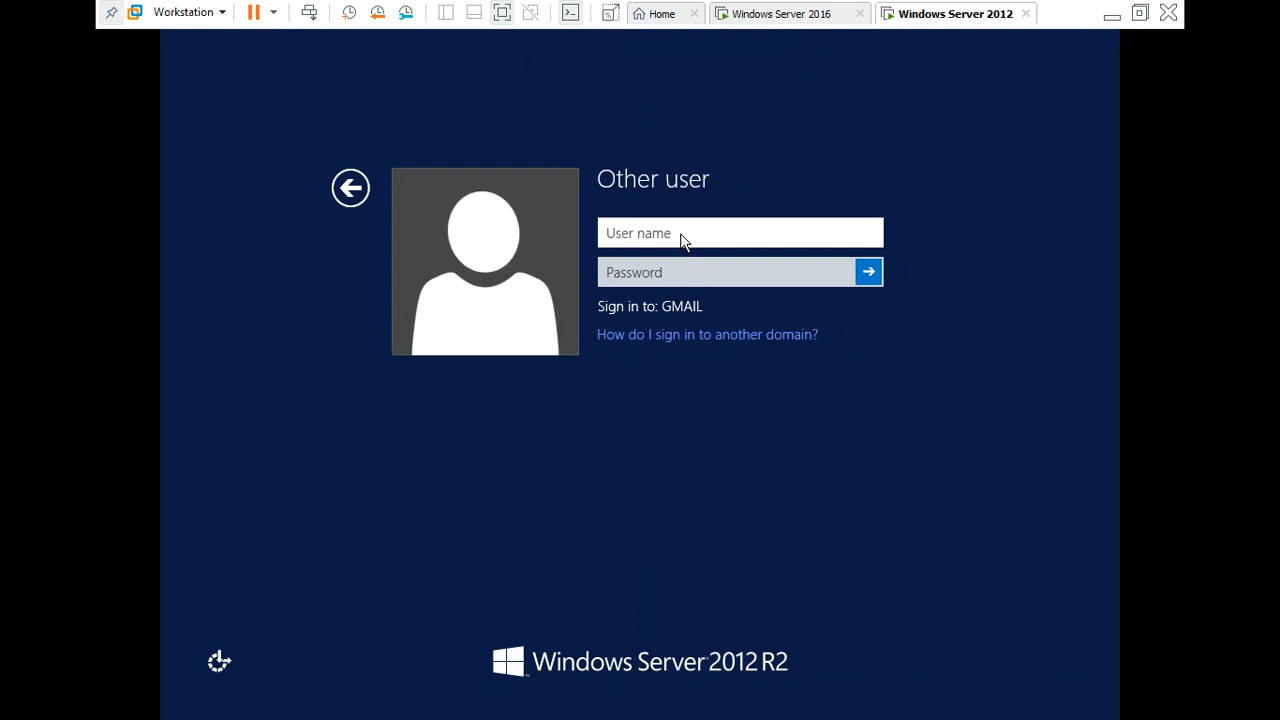 Workstation
Home
Windows Server 2016
Windows Server 2012
Other user
User name
Password
Sign in to: GMAIL
How do I sign in to another domain?
Windows Server 2012 R2